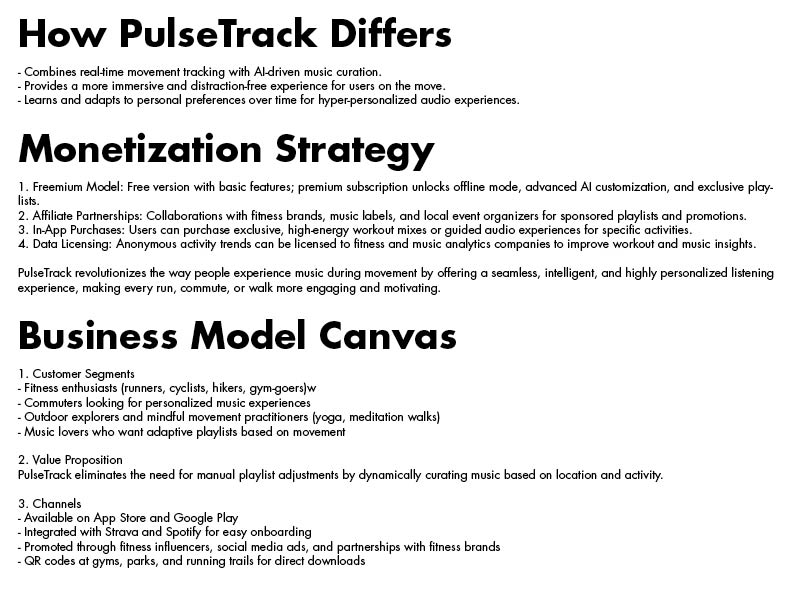 How PulseTrack Differs
- Combines real-time movement tracking with AI-driven music curation.
- Provides a more immersive and distraction-free experience for users on the move.
- Learns and adapts to personal preferences over time for hyper-personalized audio experiences.
Monetization Strategy
1. Freemium Model: Free version with basic features; premium subscription unlocks offline mode, advanced AI customization, and exclusive play-
lists.
2. Affiliate Partnerships: Collaborations with fitness brands, music labels, and local event organizers for sponsored playlists and promotions.
3. In-App Purchases: Users can purchase exclusive, high-energy workout mixes or guided audio experiences for specific activities.
4. Data Licensing: Anonymous activity trends can be licensed to fitness and music analytics companies to improve workout and music insights.
PulseTrack revolutionizes the way people experience music during movement by offering a seamless, intelligent, and highly personalized listening
experience, making every run, commute, or walk more engaging and motivating.
Business Model Canvas
1. Customer Segments
- Fitness enthusiasts (runners, cyclists, hikers, gym-goers)w
- Commuters looking for personalized music experiences
- Outdoor explorers and mindful movement practitioners (yoga, meditation walks)
- Music lovers who want adaptive playlists based on movement
2. Value Proposition
PulseTrack eliminates the need for manual playlist adjustments by dynamically curating music based on location and activity.
3. Channels
- Available on App Store and Google Play
- Integrated with Strava and Spotify for easy onboarding
- Promoted through fitness influencers, social media ads, and partnerships with fitness brands
- QR codes at gyms, parks, and running trails for direct downloads